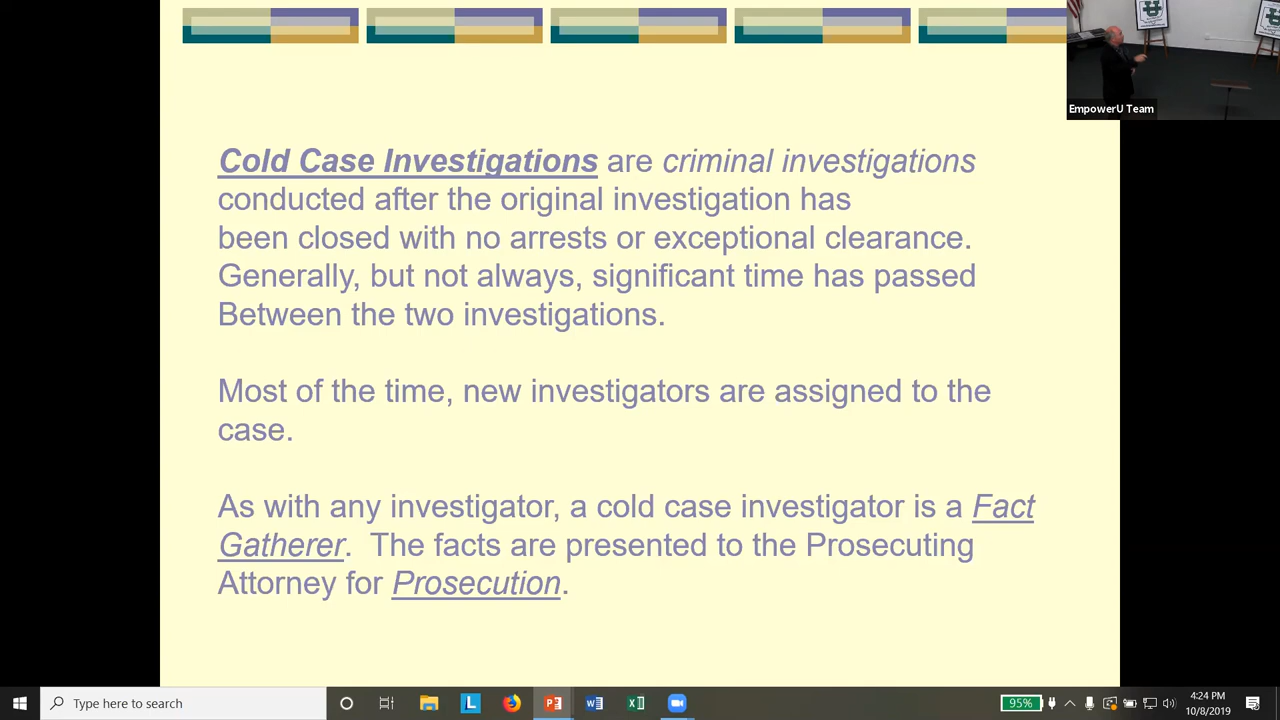 EmpowerU Team
Cold Case Investigations are criminal investigations
conducted after the original investigation has
been closed with no arrests or exceptional clearance.
Generally, but not always, significant time has passed
Between the two investigations.
Most of the time, new investigators are assigned to the
case.
As with any investigator, a cold case investigator is a Fact
Gatherer. The facts are presented to the Prosecuting
Attorney for Prosecution.
Type here to search
95%
4:24 PM
10/8/2019